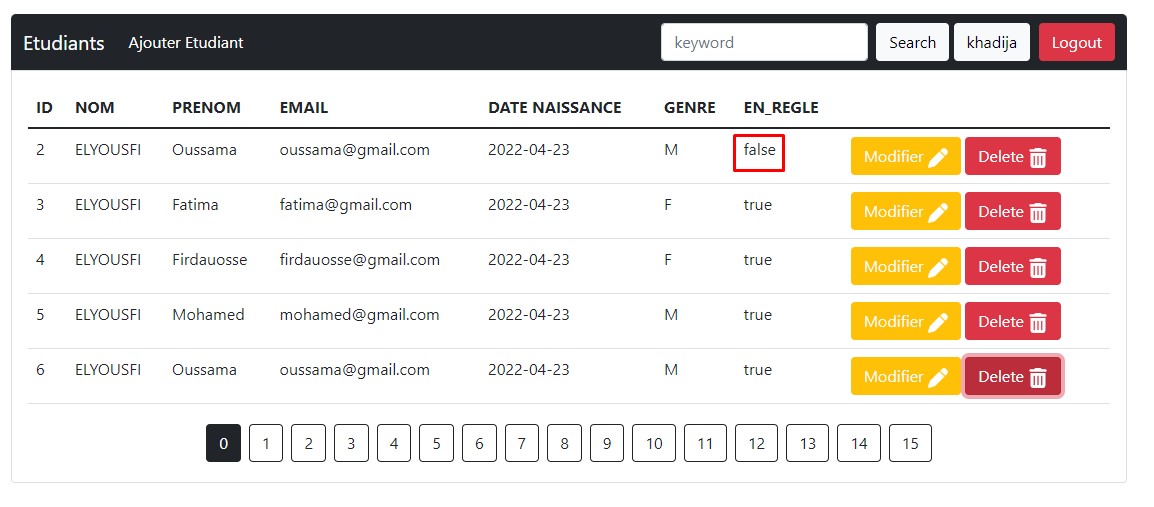 Etudiants Ajouter Etudiant keyword Search khadija Logout
ID NOM PRENOM EMAIL DATE NAISSANCE GENRE EN_REGLE
2 ELYOUSFI Oussama oussama@gmail.com 2022-04-23 M false Modifier Delete
3 ELYOUSFI Fatima fatima@gmail.com 2022-04-23 F true Modifier Delete
4 ELYOUSFI Firdauosse firdauosse@gmail.com 2022-04-23 F true Modifier Delete
5 ELYOUSFI Mohamed mohamed@gmail.com 2022-04-23 M true Modifier Delete
6 ELYOUSFI Oussama oussama@gmail.com 2022-04-23 M true Modifier Delete
0 1 2 3 4 5 6 7 8 9 10 11 12 13 14 15